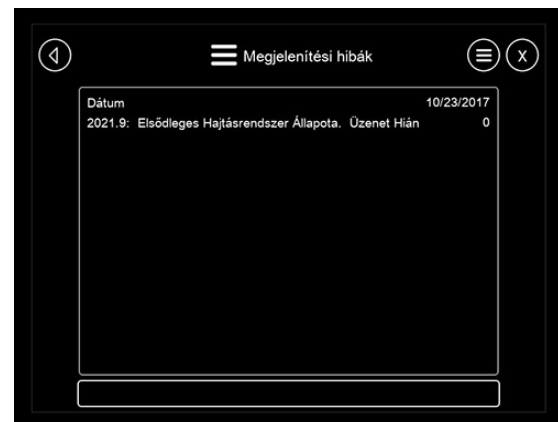 Megjelenítési hibák
X
Dátum 10/23/2017
2021.9: Elsődleges Hajtásrendszer Állapota. Üzenet Hián 0